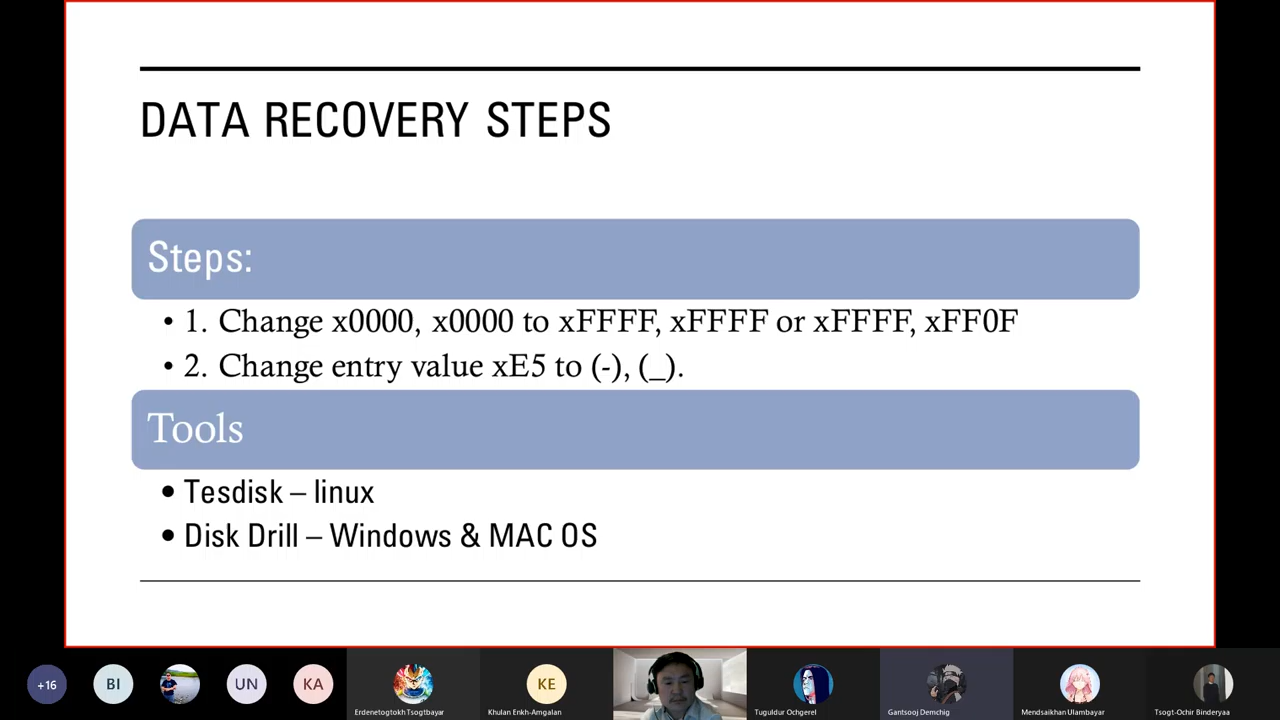 DATA RECOVERY STEPS
Steps:
• 1. Change x0000, x0000 to xFFFF, xFFFF or xFFFF, xFF0F
• 2. Change entry value xE5 to (-), (_).
Tools
• Tesdisk – linux
• Disk Drill – Windows & MAC OS
+16
BI
UN
KA
KE
Erdenetogtokh Tsogtbayar
Khulan Enkh-Amgalan
Tuguldur Ochgerel
Gantsooj Demchig
Mendsaikhan Ulambayar
Tsogt-Ochir Binderyaa